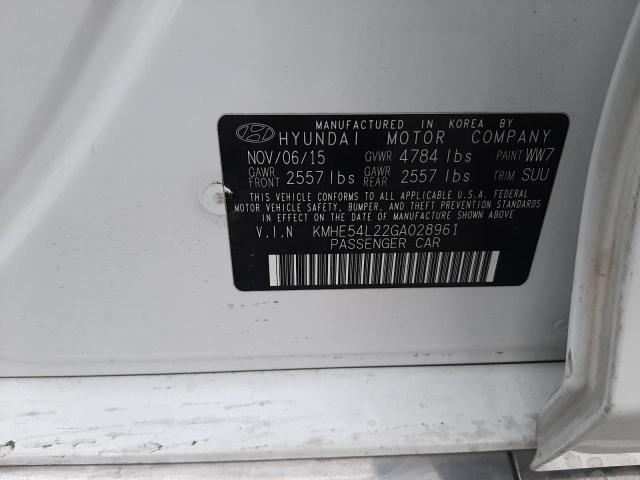 MANUFACTURED IN KOREA BY
HYUNDAI MOTOR COMPANY
NOV/06/15 GVWR 4784 lbs PAINT WW7
GAWR FRONT 2557 lbs GAWR REAR 2557 lbs TRIM SUU
THIS VEHICLE CONFORMS TO ALL APPLICABLE U.S.A. FEDERAL
MOTOR VEHICLE SAFETY, BUMPER, AND THEFT PREVENTION STANDARDS
IN EFFECT ON THE DATE OF MANUFACTURE SHOWN ABOVE.
V.I.N KMHE54L22GA028961
PASSENGER CAR